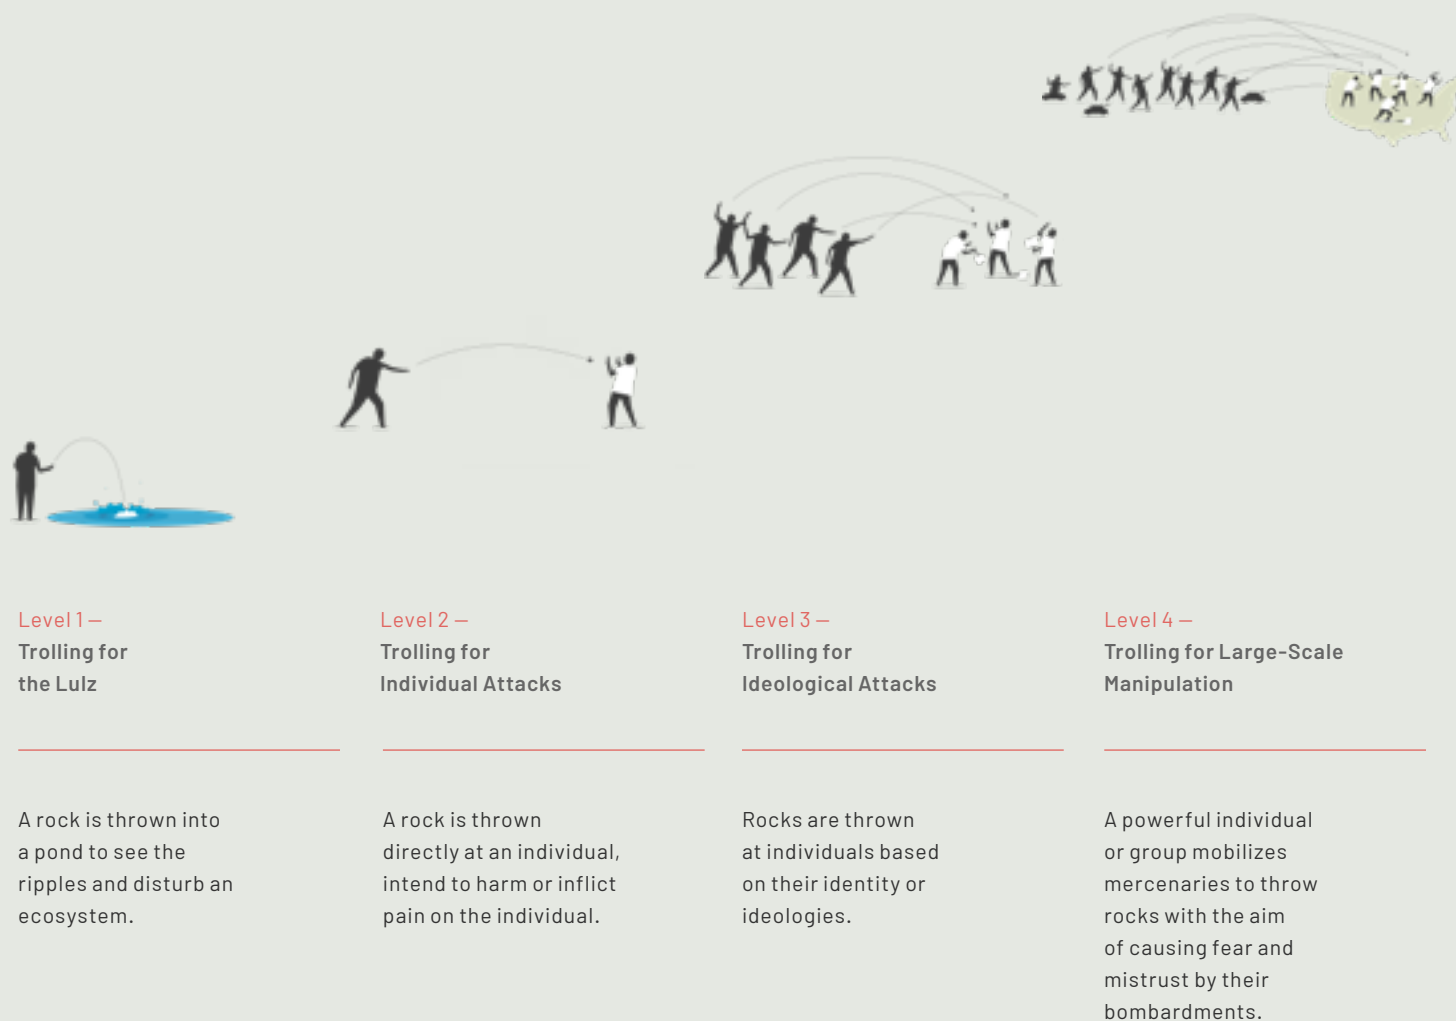 Level 1 —
Trolling for
the Lulz
A rock is thrown into
a pond to see the
ripples and disturb an
ecosystem.
Level 2 —
Trolling for
Individual Attacks
A rock is thrown
directly at an individual,
intend to harm or inflict
pain on the individual.
Level 3 —
Trolling for
Ideological Attacks
Rocks are thrown
at individuals based
on their identity or
ideologies.
Level 4 —
Trolling for Large-Scale
Manipulation
A powerful individual
or group mobilizes
mercenaries to throw
rocks with the aim
of causing fear and
mistrust by their
bombardments.